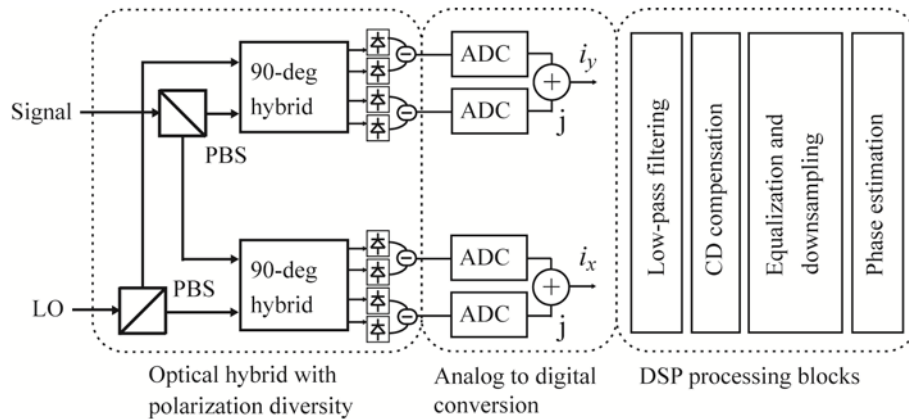 Signal
PBS
90-deg
hybrid
ADC
ADC
i_y
j
LO
PBS
90-deg
hybrid
ADC
ADC
i_x
j
Low-pass filtering
CD compensation
Equalization and
downsampling
Phase estimation
Optical hybrid with
polarization diversity
Analog to digital
conversion
DSP processing blocks